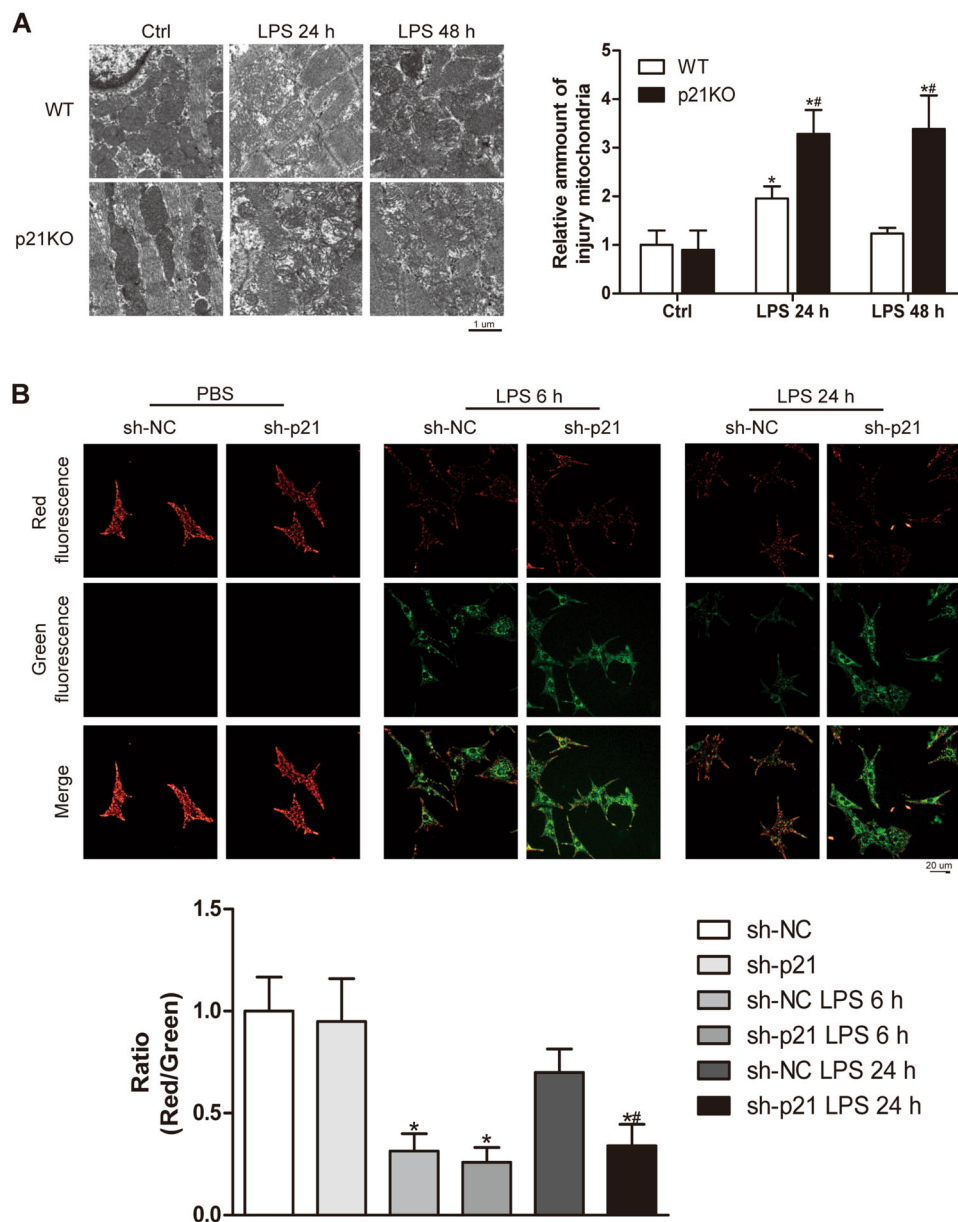 A
Ctrl LPS 24 h LPS 48 h
WT
p21KO
1 um
Relative ammount of
injury mitochondria
5
4
3
2
1
0
WT
p21KO
*
*#
*#
Ctrl LPS 24 h LPS 48 h
B
PBS LPS 6 h LPS 24 h
sh-NC sh-p21 sh-NC sh-p21 sh-NC sh-p21
Red
fluorescence
Green
fluorescence
Merge
20 um
Ratio
(Red/Green)
1.5
1.0
0.5
0.0
*
*
*#
sh-NC
sh-p21
sh-NC LPS 6 h
sh-p21 LPS 6 h
sh-NC LPS 24 h
sh-p21 LPS 24 h